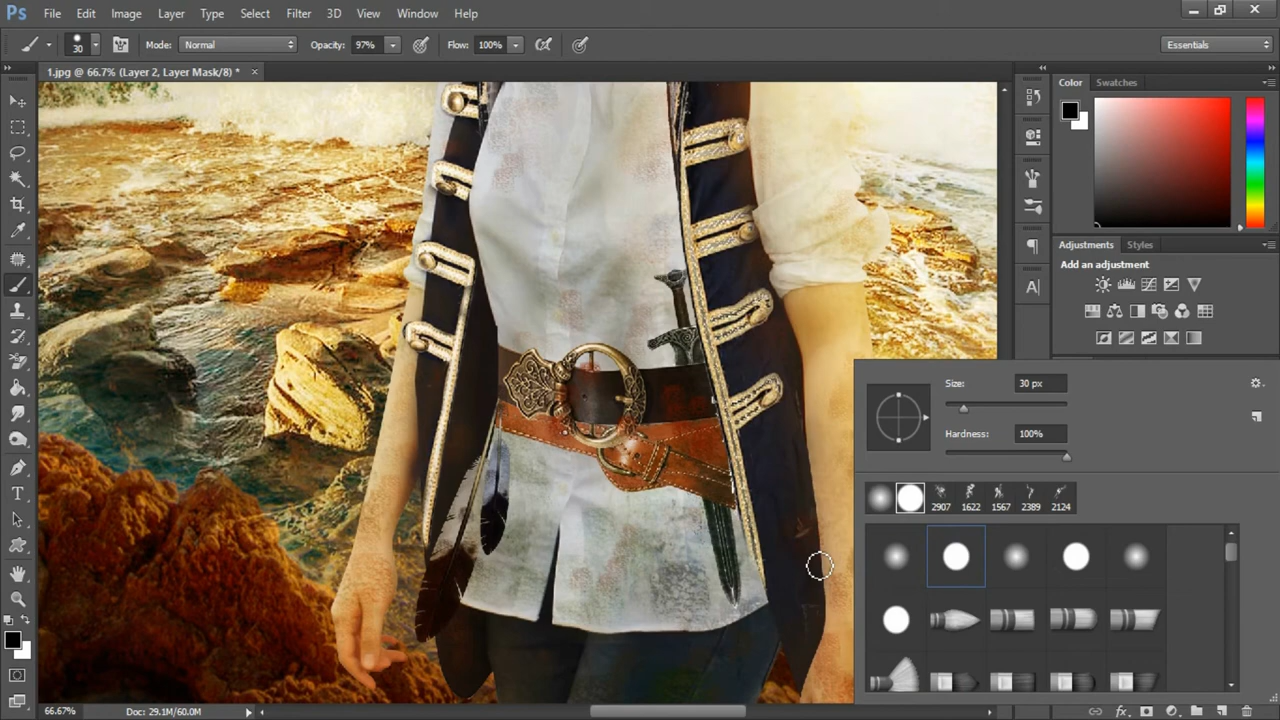 Ps File Edit Image Layer Type Select Filter 3D View Window Help
30 Mode: Normal Opacity: 97% Flow: 100% Essentials
1.jpg @ 66.7% (Layer 2, Layer Mask/8) * ×
Color Swatches
Adjustments Styles
Add an adjustment
A
Size: 30 px
Hardness: 100%
2907 1622 1567 2389 2124
T
66.67% Doc: 29.1M/60.0M
fx